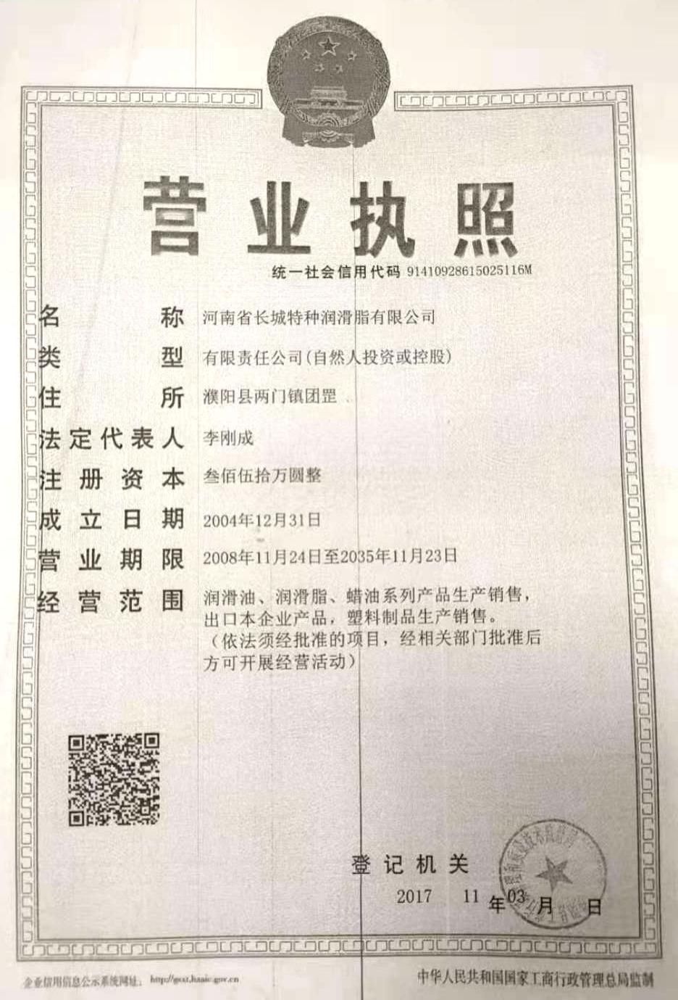 营业执照
统一社会信用代码 91410928615025116M
名称 河南省长城特种润滑脂有限公司
类型 有限责任公司(自然人投资或控股)
住所 濮阳县两门镇团罡
法定代表人 李刚成
注册资本 叁佰伍拾万圆整
成立日期 2004年12月31日
营业期限 2008年11月24日至2035年11月23日
经营范围 润滑油、润滑脂、蜡油系列产品生产销售，
出口本企业产品，塑料制品生产销售。
（依法须经批准的项目，经相关部门批准后
方可开展经营活动）
登记机关
2017 年 11 月 03 日
企业信用信息公示系统网址： http://gsxt.haaic.gov.cn
中华人民共和国国家工商行政管理总局监制